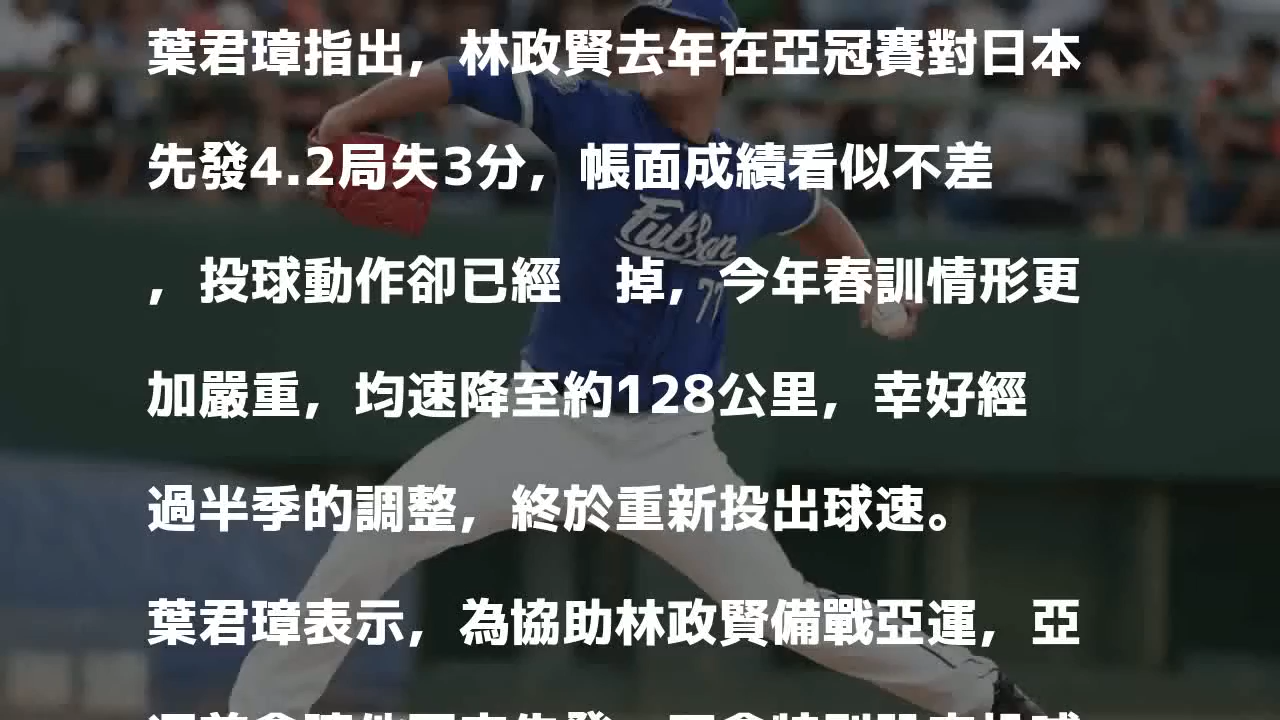 葉君璋指出，林政賢去年在亞冠賽對日本
先發4.2局失3分，帳面成績看似不差
，投球動作卻已經　掉，今年春訓情形更
加嚴重，均速降至約128公里，幸好經
過半季的調整，終於重新投出球速。
葉君璋表示，為協助林政賢備戰亞運，亞
Fubon
77